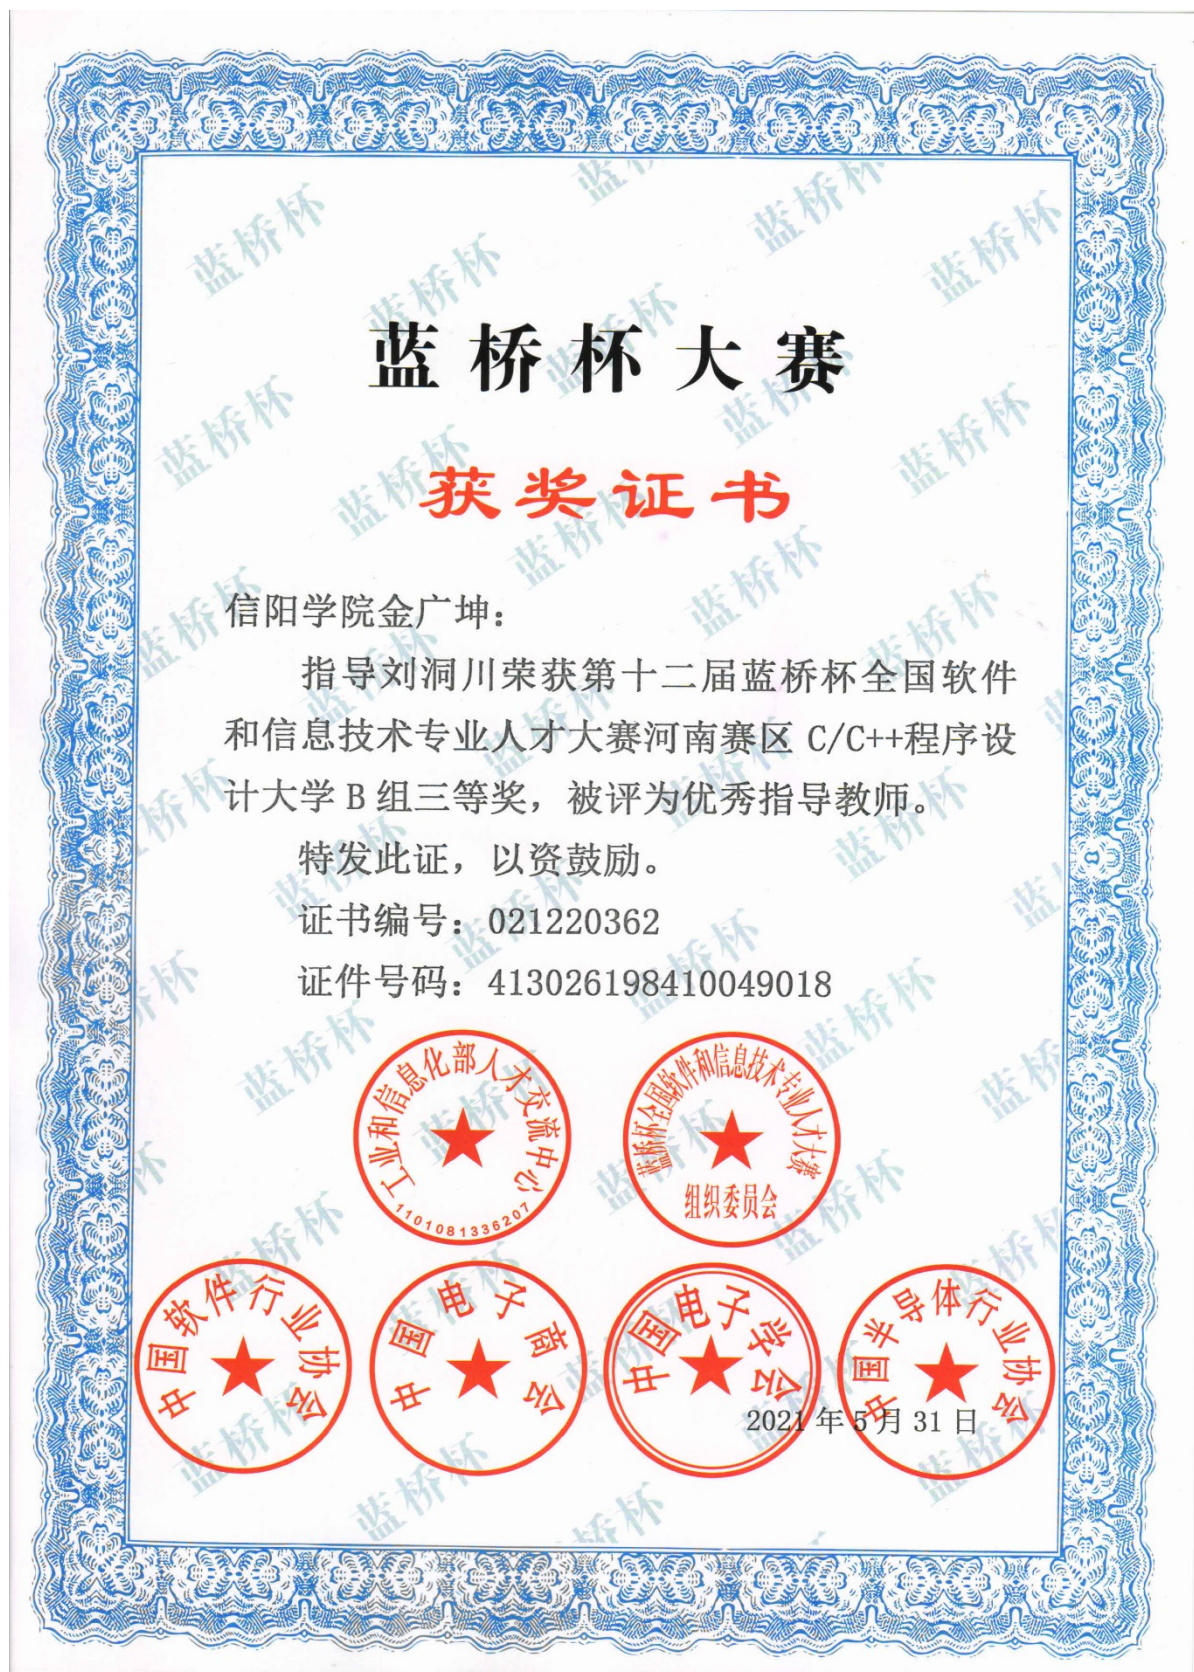 蓝桥杯大赛
获奖证书
信阳学院金广坤：
指导刘洞川荣获第十二届蓝桥杯全国软件
和信息技术专业人才大赛河南赛区 C/C++程序设
计大学 B 组三等奖，被评为优秀指导教师。
特发此证，以资鼓励。
证书编号：021220362
证件号码：413026198410049018
工业和信息化部人才交流中心
1101081336207
蓝桥杯全国软件和信息技术专业人才大赛
组织委员会
中国软件行业协会
中国电子商会
中国电子学会
中国半导体行业协会
2021 年 5 月 31 日